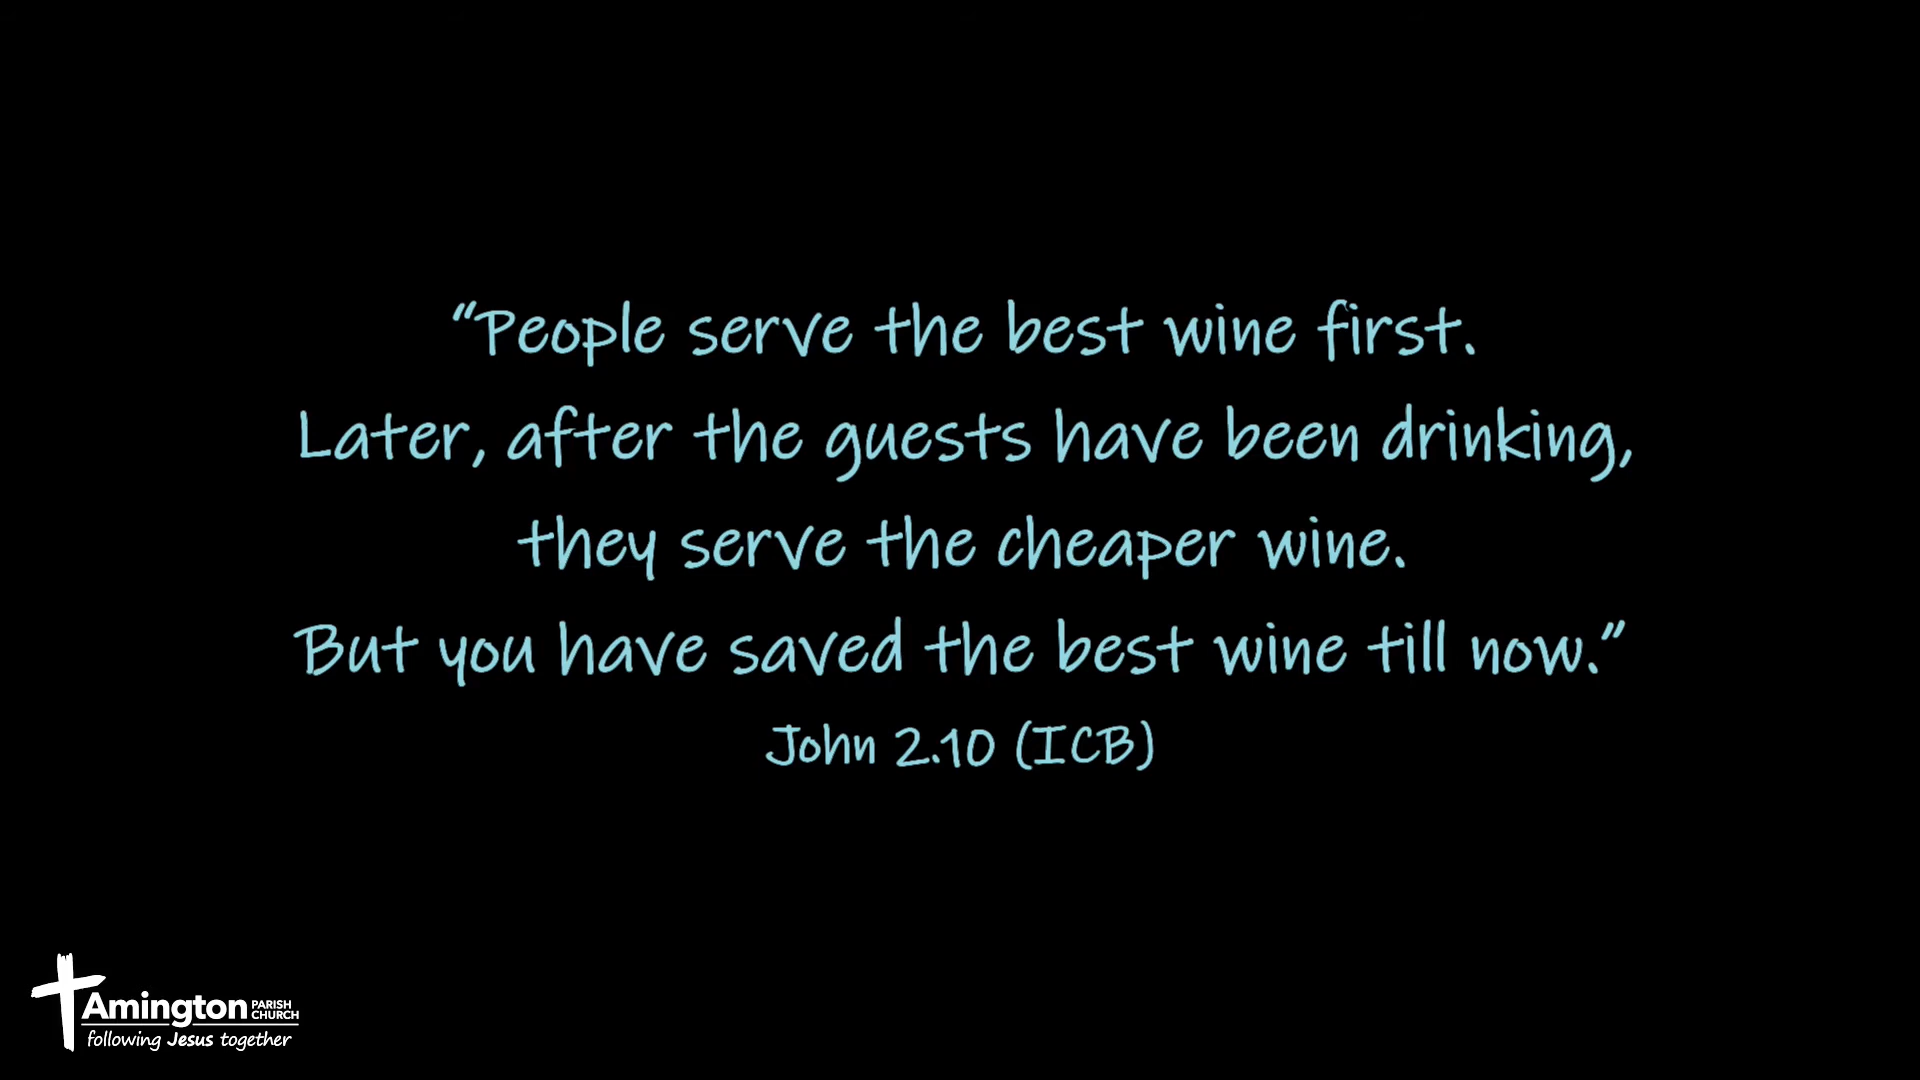 “People serve the best wine first.
Later, after the guests have been drinking,
they serve the cheaper wine.
But you have saved the best wine till now.”
John 2.10 (ICB)
Amington PARISH CHURCH
following Jesus together